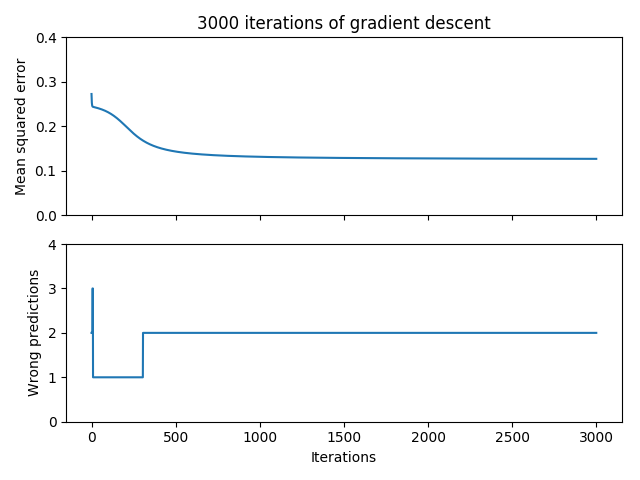 3000 iterations of gradient descent
Mean squared error
0.4
0.3
0.2
0.1
0.0
Wrong predictions
4
3
2
1
0
0 500 1000 1500 2000 2500 3000
Iterations